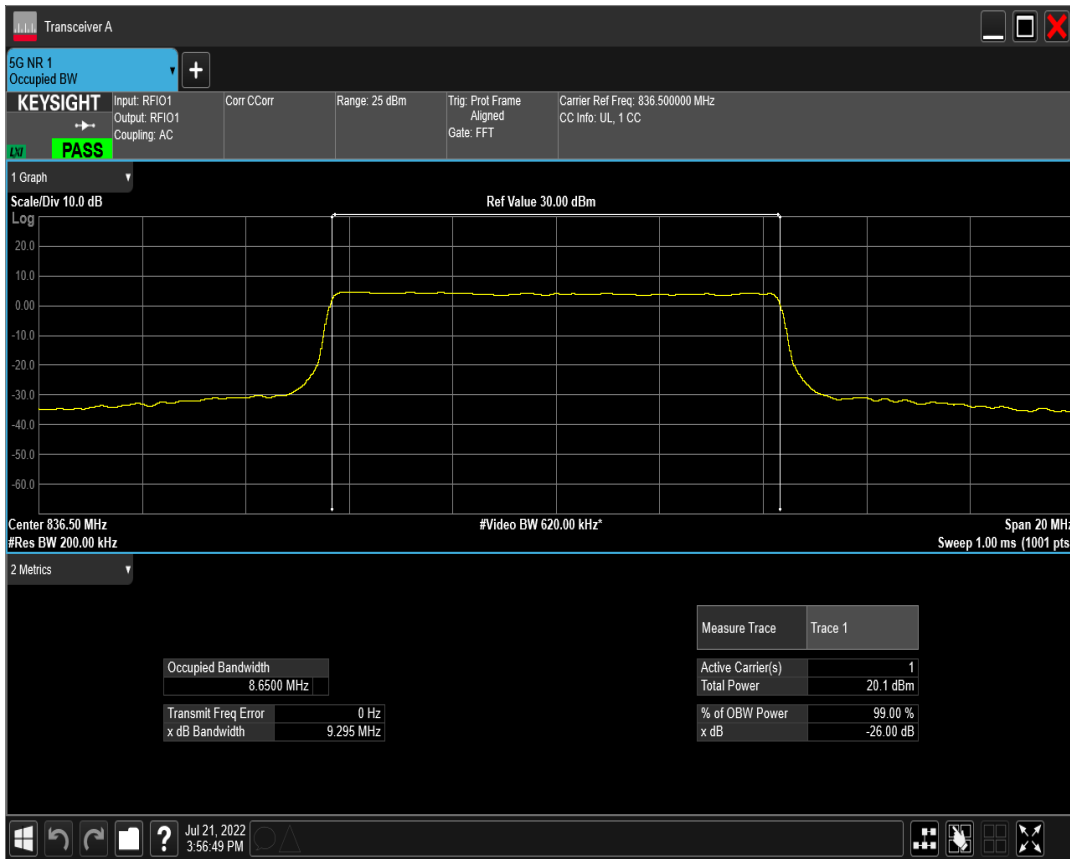 Transceiver A
5G NR 1
Occupied BW
+
KEYSIGHT
LXI
PASS
Input: RFIO1
Output: RFIO1
Coupling: AC
Corr CCorr
Range: 25 dBm
Trig: Prot Frame
Aligned
Gate: FFT
Carrier Ref Freq: 836.500000 MHz
CC Info: UL, 1 CC
1 Graph
Scale/Div 10.0 dB
Ref Value 30.00 dBm
Log
20.0
10.0
0.00
-10.0
-20.0
-30.0
-40.0
-50.0
-60.0
Center 836.50 MHz
#Video BW 620.00 kHz*
Span 20 MHz
#Res BW 200.00 kHz
Sweep 1.00 ms (1001 pts
2 Metrics
Measure Trace Trace 1
Occupied Bandwidth
8.6500 MHz
Active Carrier(s) 1
Total Power 20.1 dBm
Transmit Freq Error 0 Hz
x dB Bandwidth 9.295 MHz
% of OBW Power 99.00 %
x dB -26.00 dB
?
Jul 21, 2022
3:56:49 PM